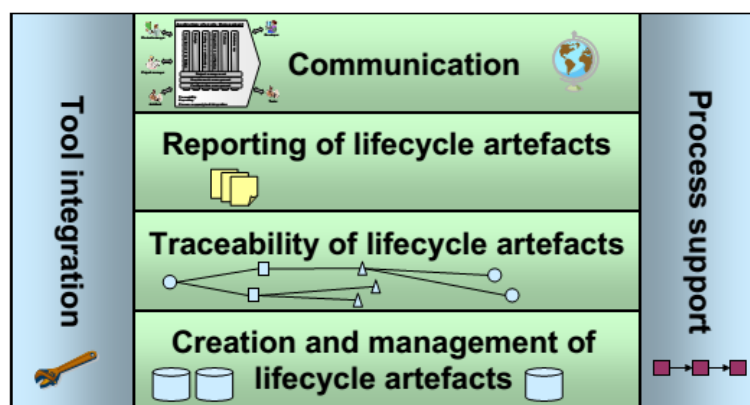 Communication
Reporting of lifecycle artefacts
Traceability of lifecycle artefacts
Creation and management of
lifecycle artefacts
Tool integration
Process support